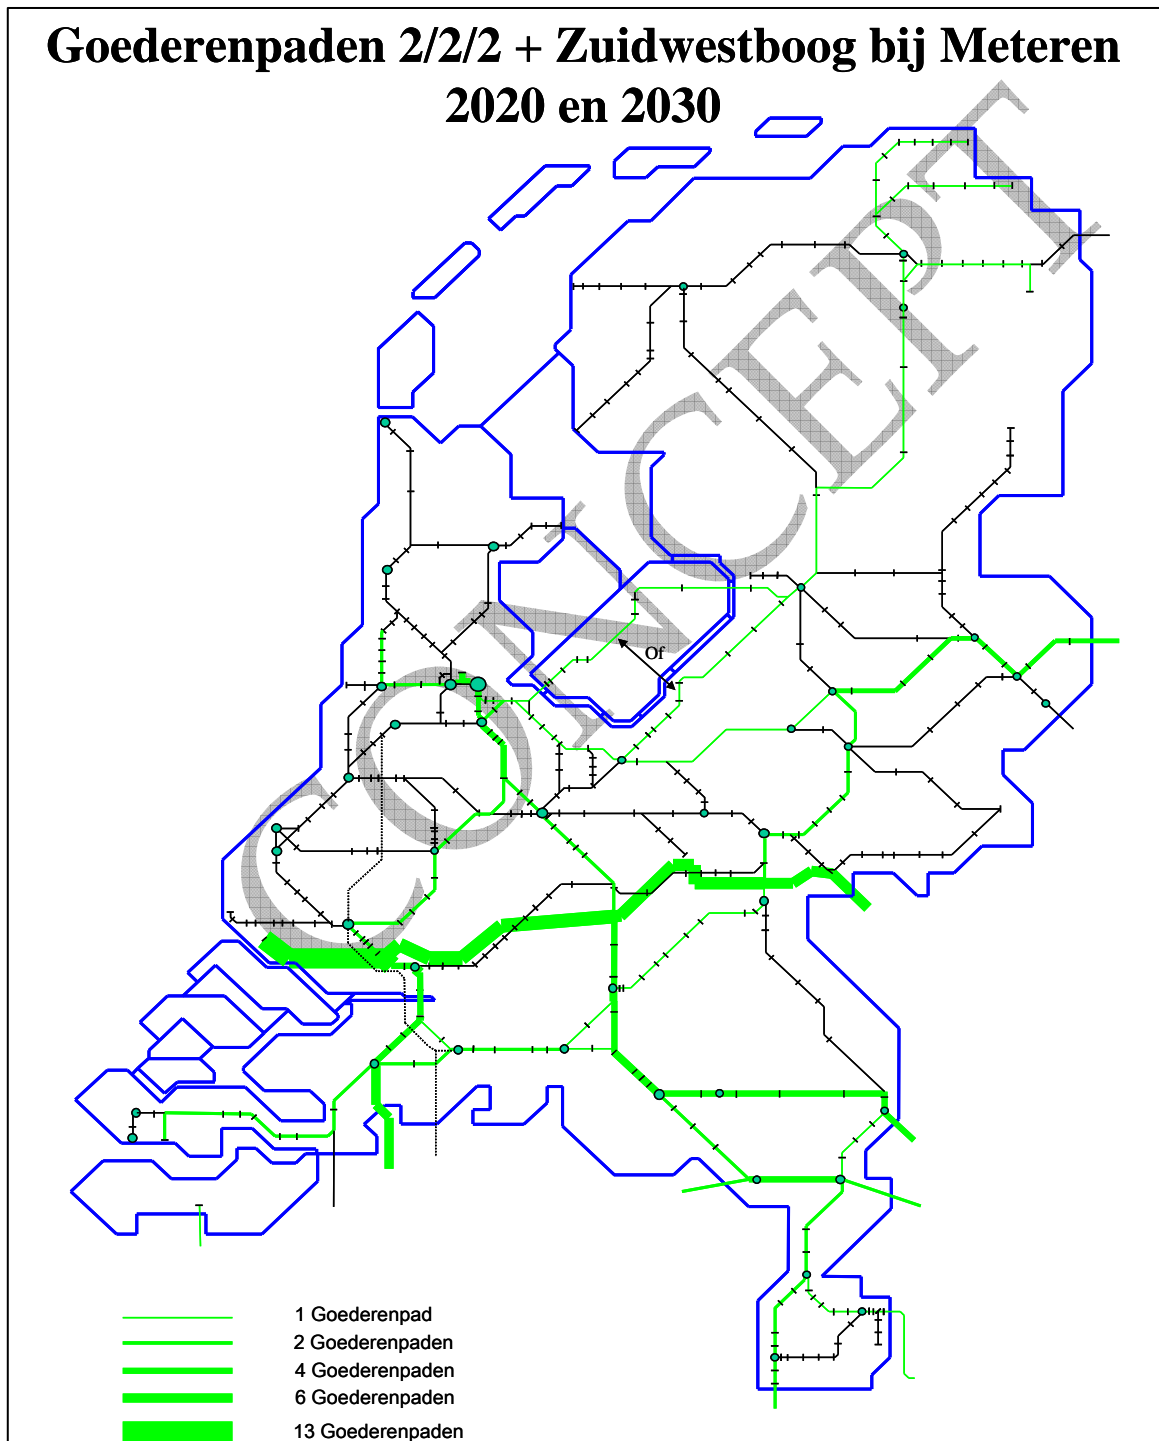 Goederenpaden 2/2/2 + Zuidwestboog bij Meteren
2020 en 2030
CONCEPT
Of
1 Goederenpad
2 Goederenpaden
4 Goederenpaden
6 Goederenpaden
13 Goederenpaden